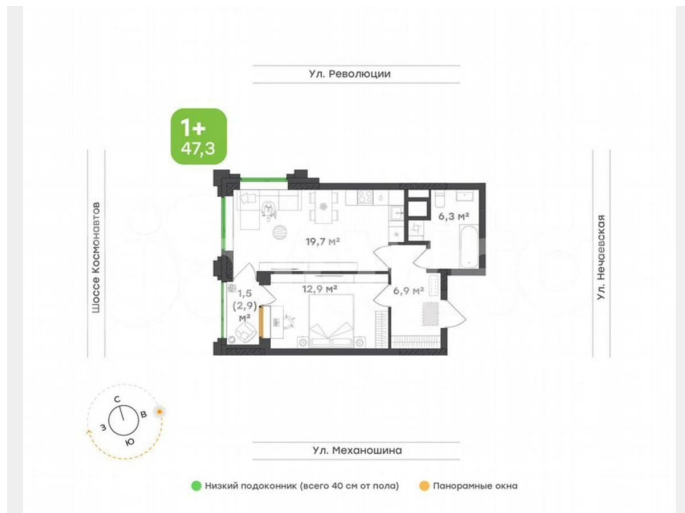 Ул. Революции
1+
47,3
Шоссе Космонавтов
Ул. Нечаевская
6,3 м²
19,7 м²
1,5
(2,9)
м²
12,9 м²
6,9 м²
С
В
З
Ю
Ул. Механошина
Низкий подоконник (всего 40 см от пола)
Панорамные окна